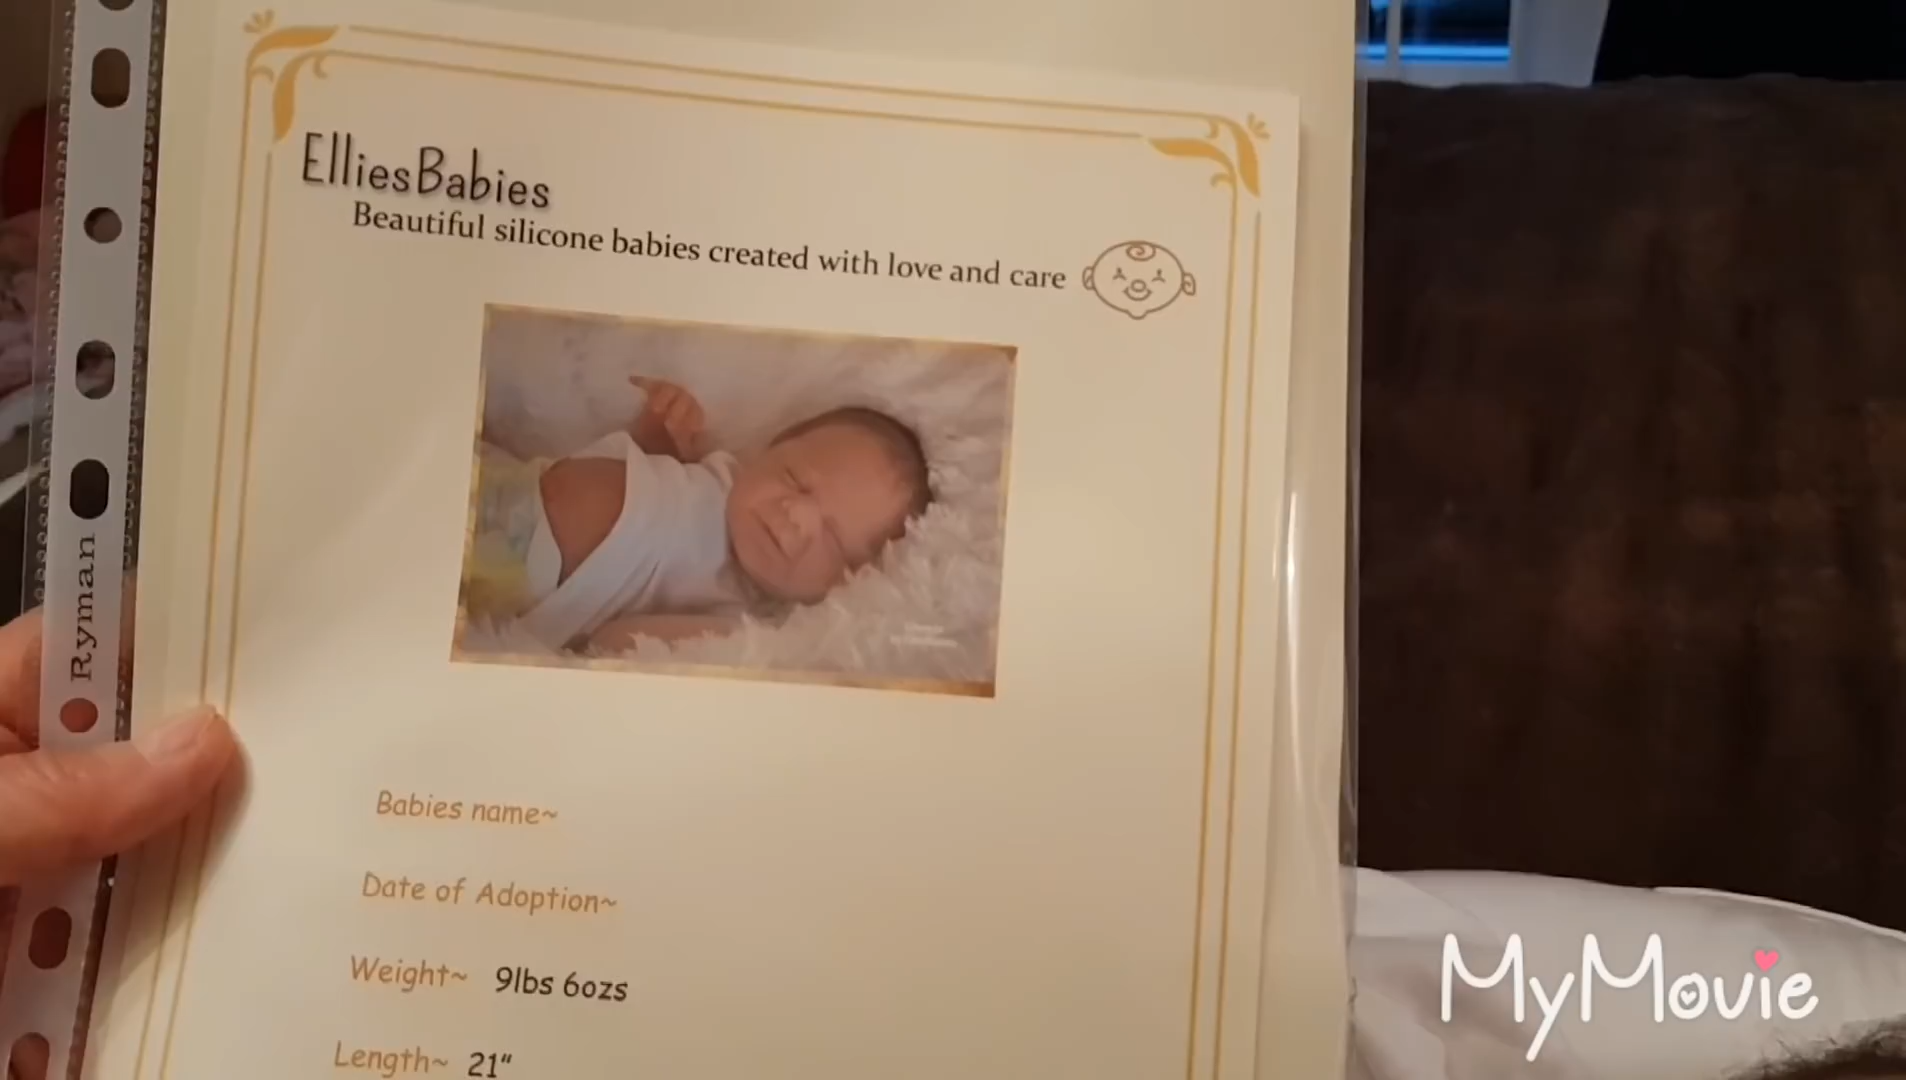 ElliesBabies
Beautiful silicone babies created with love and care
Ryman
Babies name~
Date of Adoption~
Weight~ 9lbs 6ozs
Length~ 21"
MyMovie